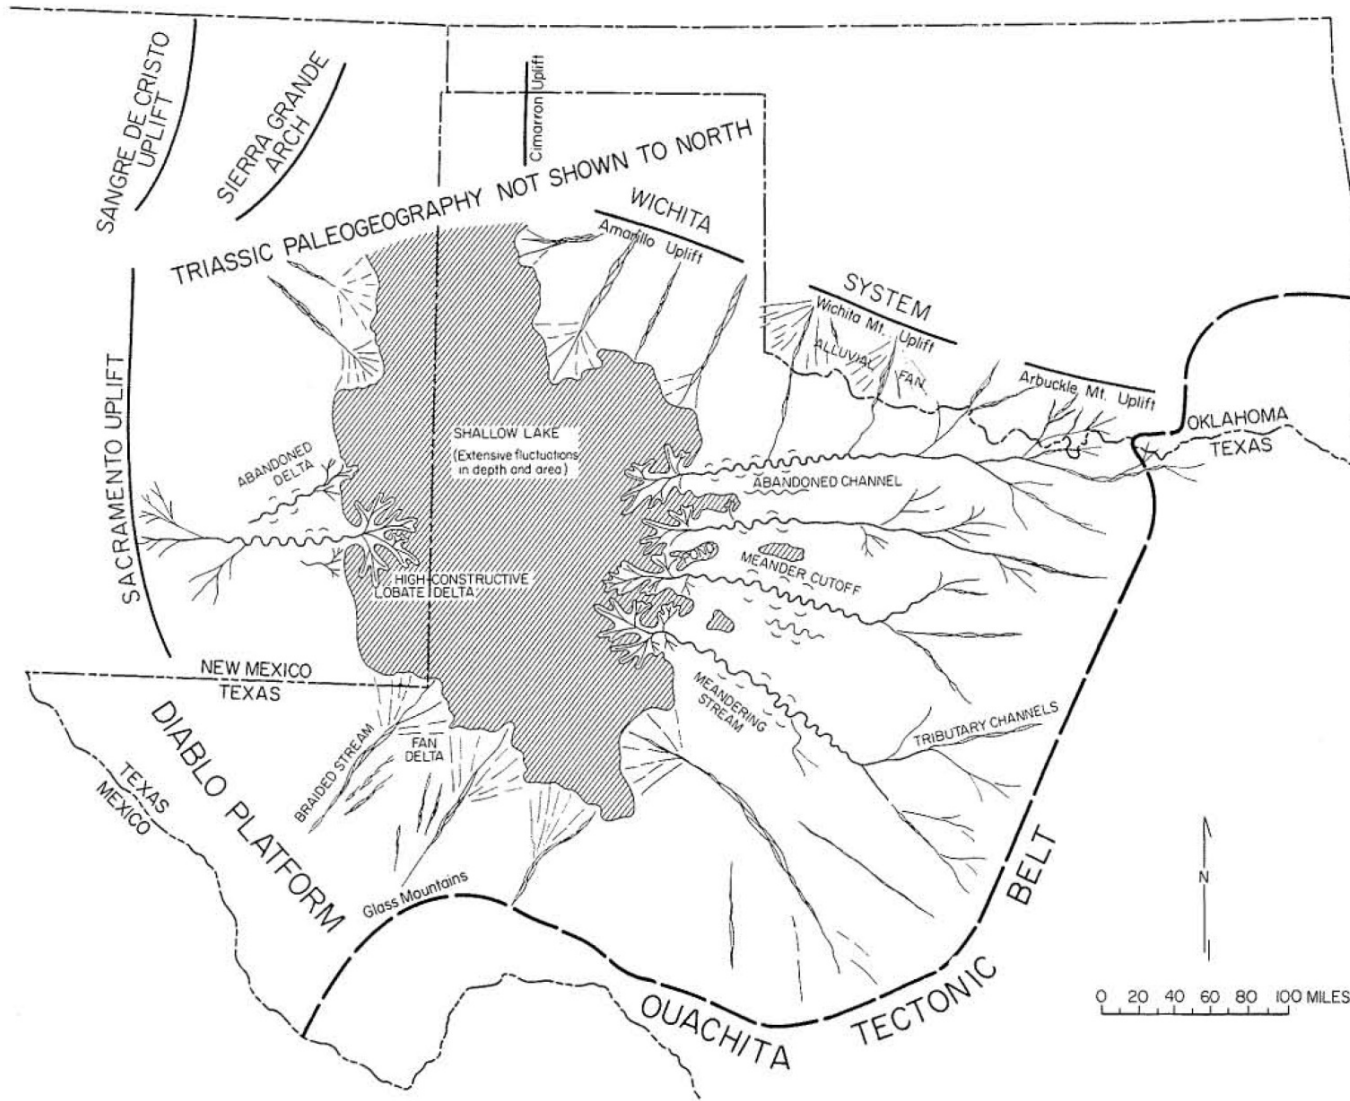 SANGRE DE CRISTO
UPLIFT
SIERRA GRANDE
ARCH
Cimarron Uplift
TRIASSIC PALEOGEOGRAPHY NOT SHOWN TO NORTH
WICHITA
Amarillo Uplift
SYSTEM
Wichita Mt. Uplift
ALLUVIAL
FAN
Arbuckle Mt. Uplift
OKLAHOMA
TEXAS
SACRAMENTO UPLIFT
SHALLOW LAKE
(Extensive fluctuations
in depth and area)
ABANDONED
DELTA
ABANDONED CHANNEL
POND
MEANDER CUTOFF
HIGH-CONSTRUCTIVE
LOBATE DELTA
NEW MEXICO
TEXAS
MEANDERING
STREAM
TRIBUTARY CHANNELS
DIABLO PLATFORM
BRAIDED STREAM
FAN
DELTA
TEXAS
MEXICO
Glass Mountains
OUACHITA TECTONIC BELT
N
0 20 40 60 80 100 MILES